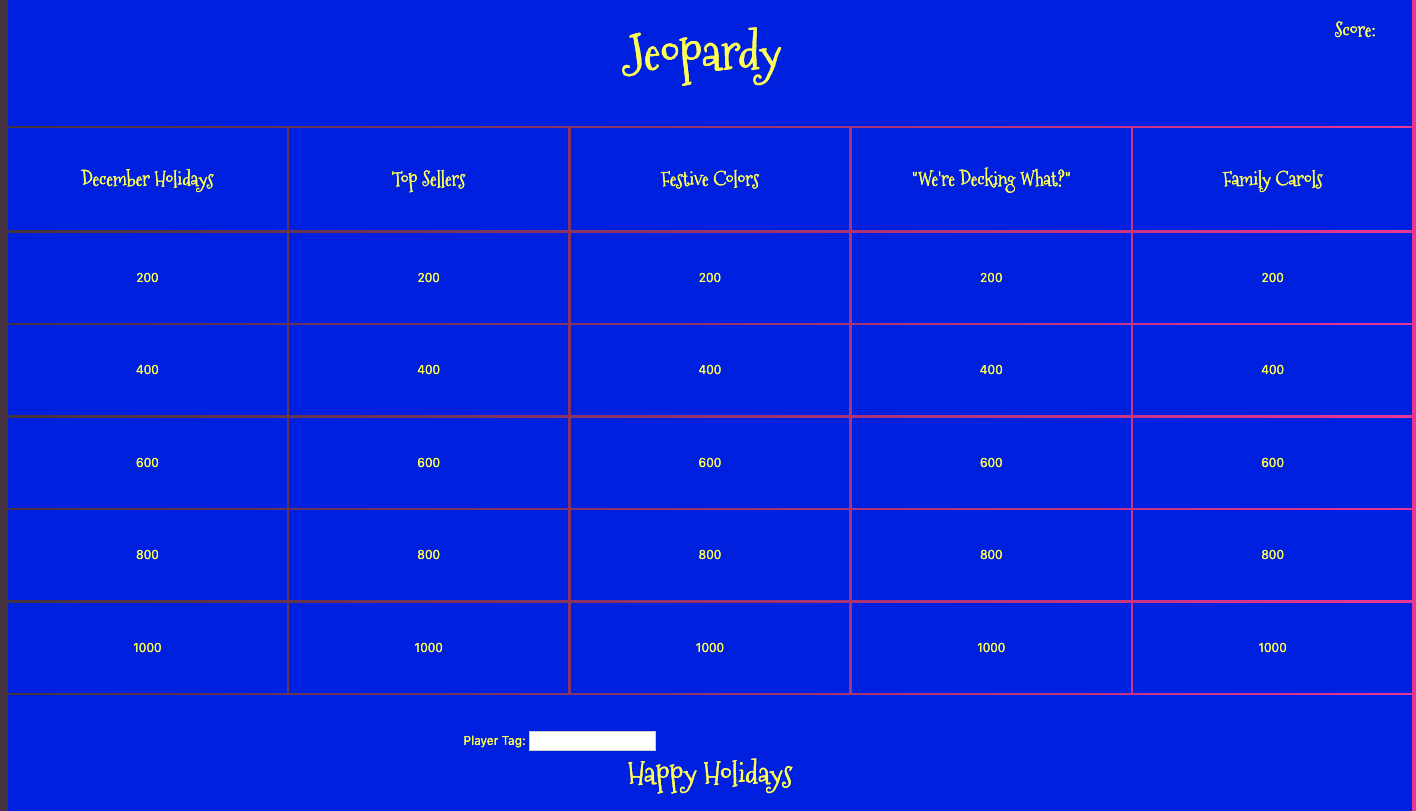 Jeopardy
Score:
December Holidays
Top Sellers
Festive Colors
"We're Decking What?"
Family Carols
200
200
200
200
200
400
400
400
400
400
600
600
600
600
600
800
800
800
800
800
1000
1000
1000
1000
1000
Player Tag:
Happy Holidays